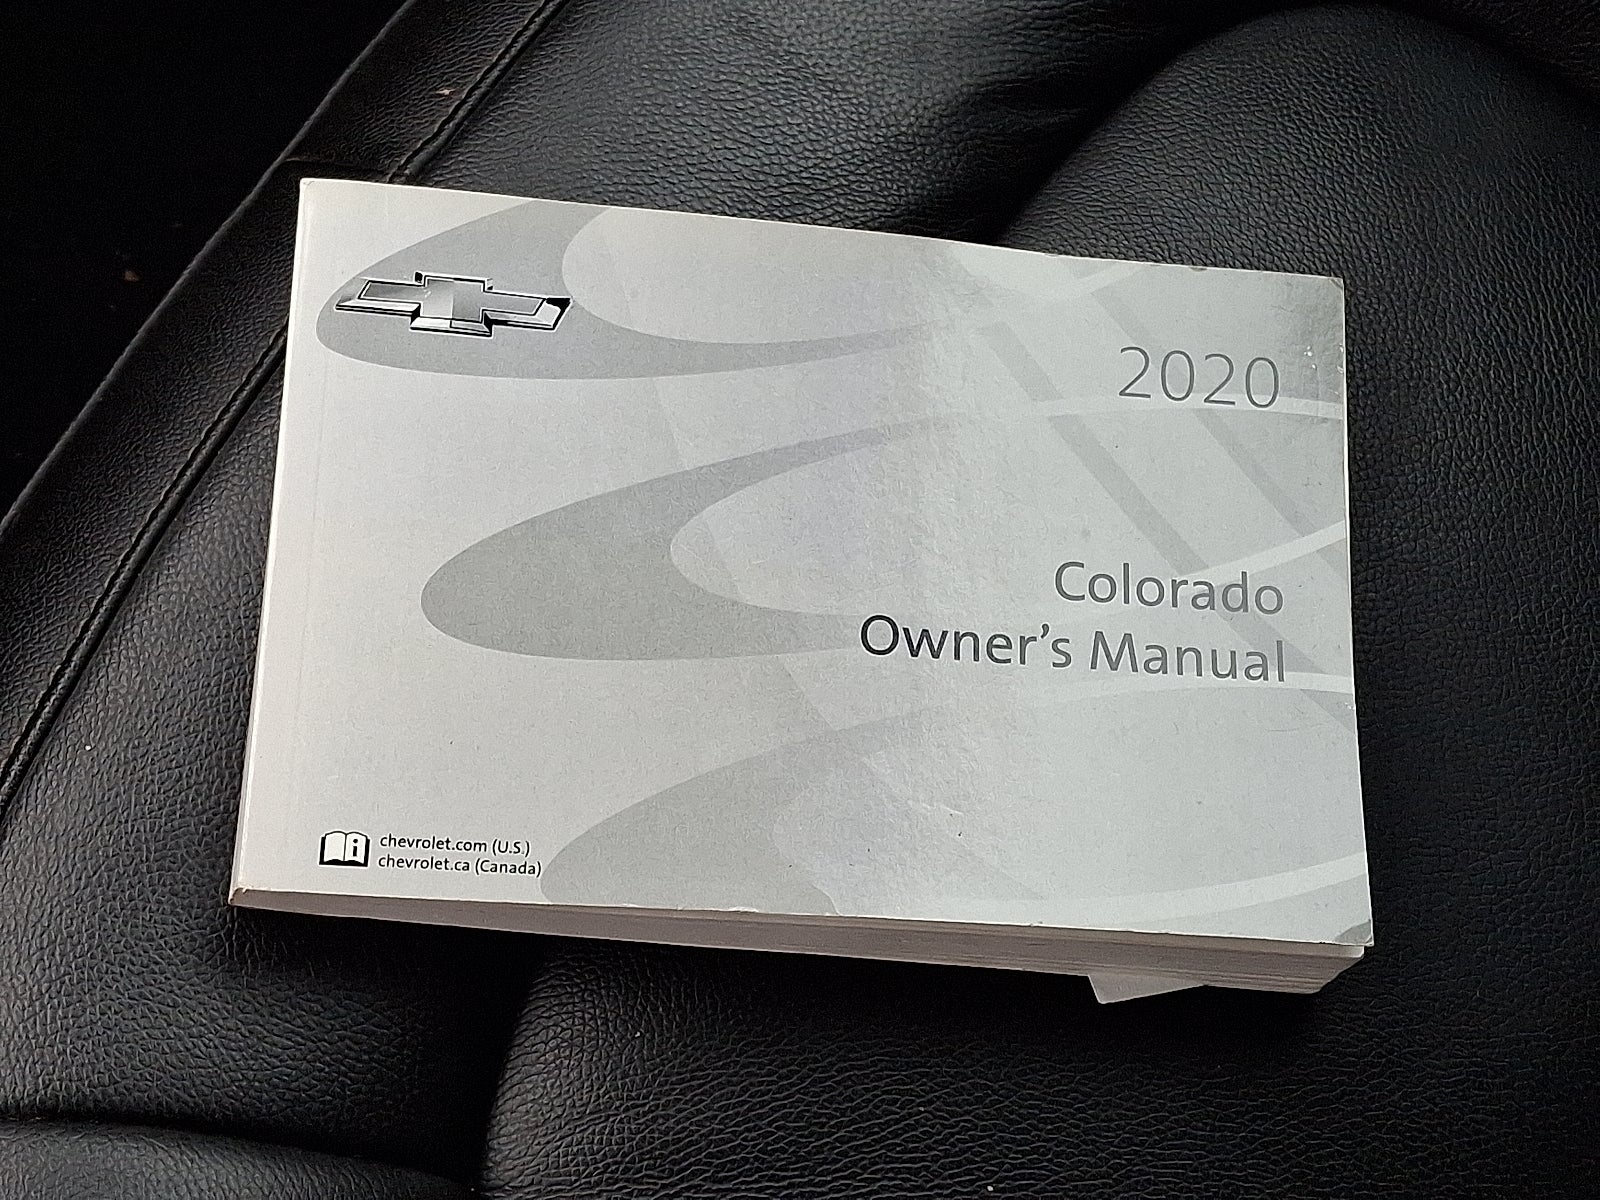 2020
Colorado
Owner's Manual
chevrolet.com (U.S.)
chevrolet.ca (Canada)